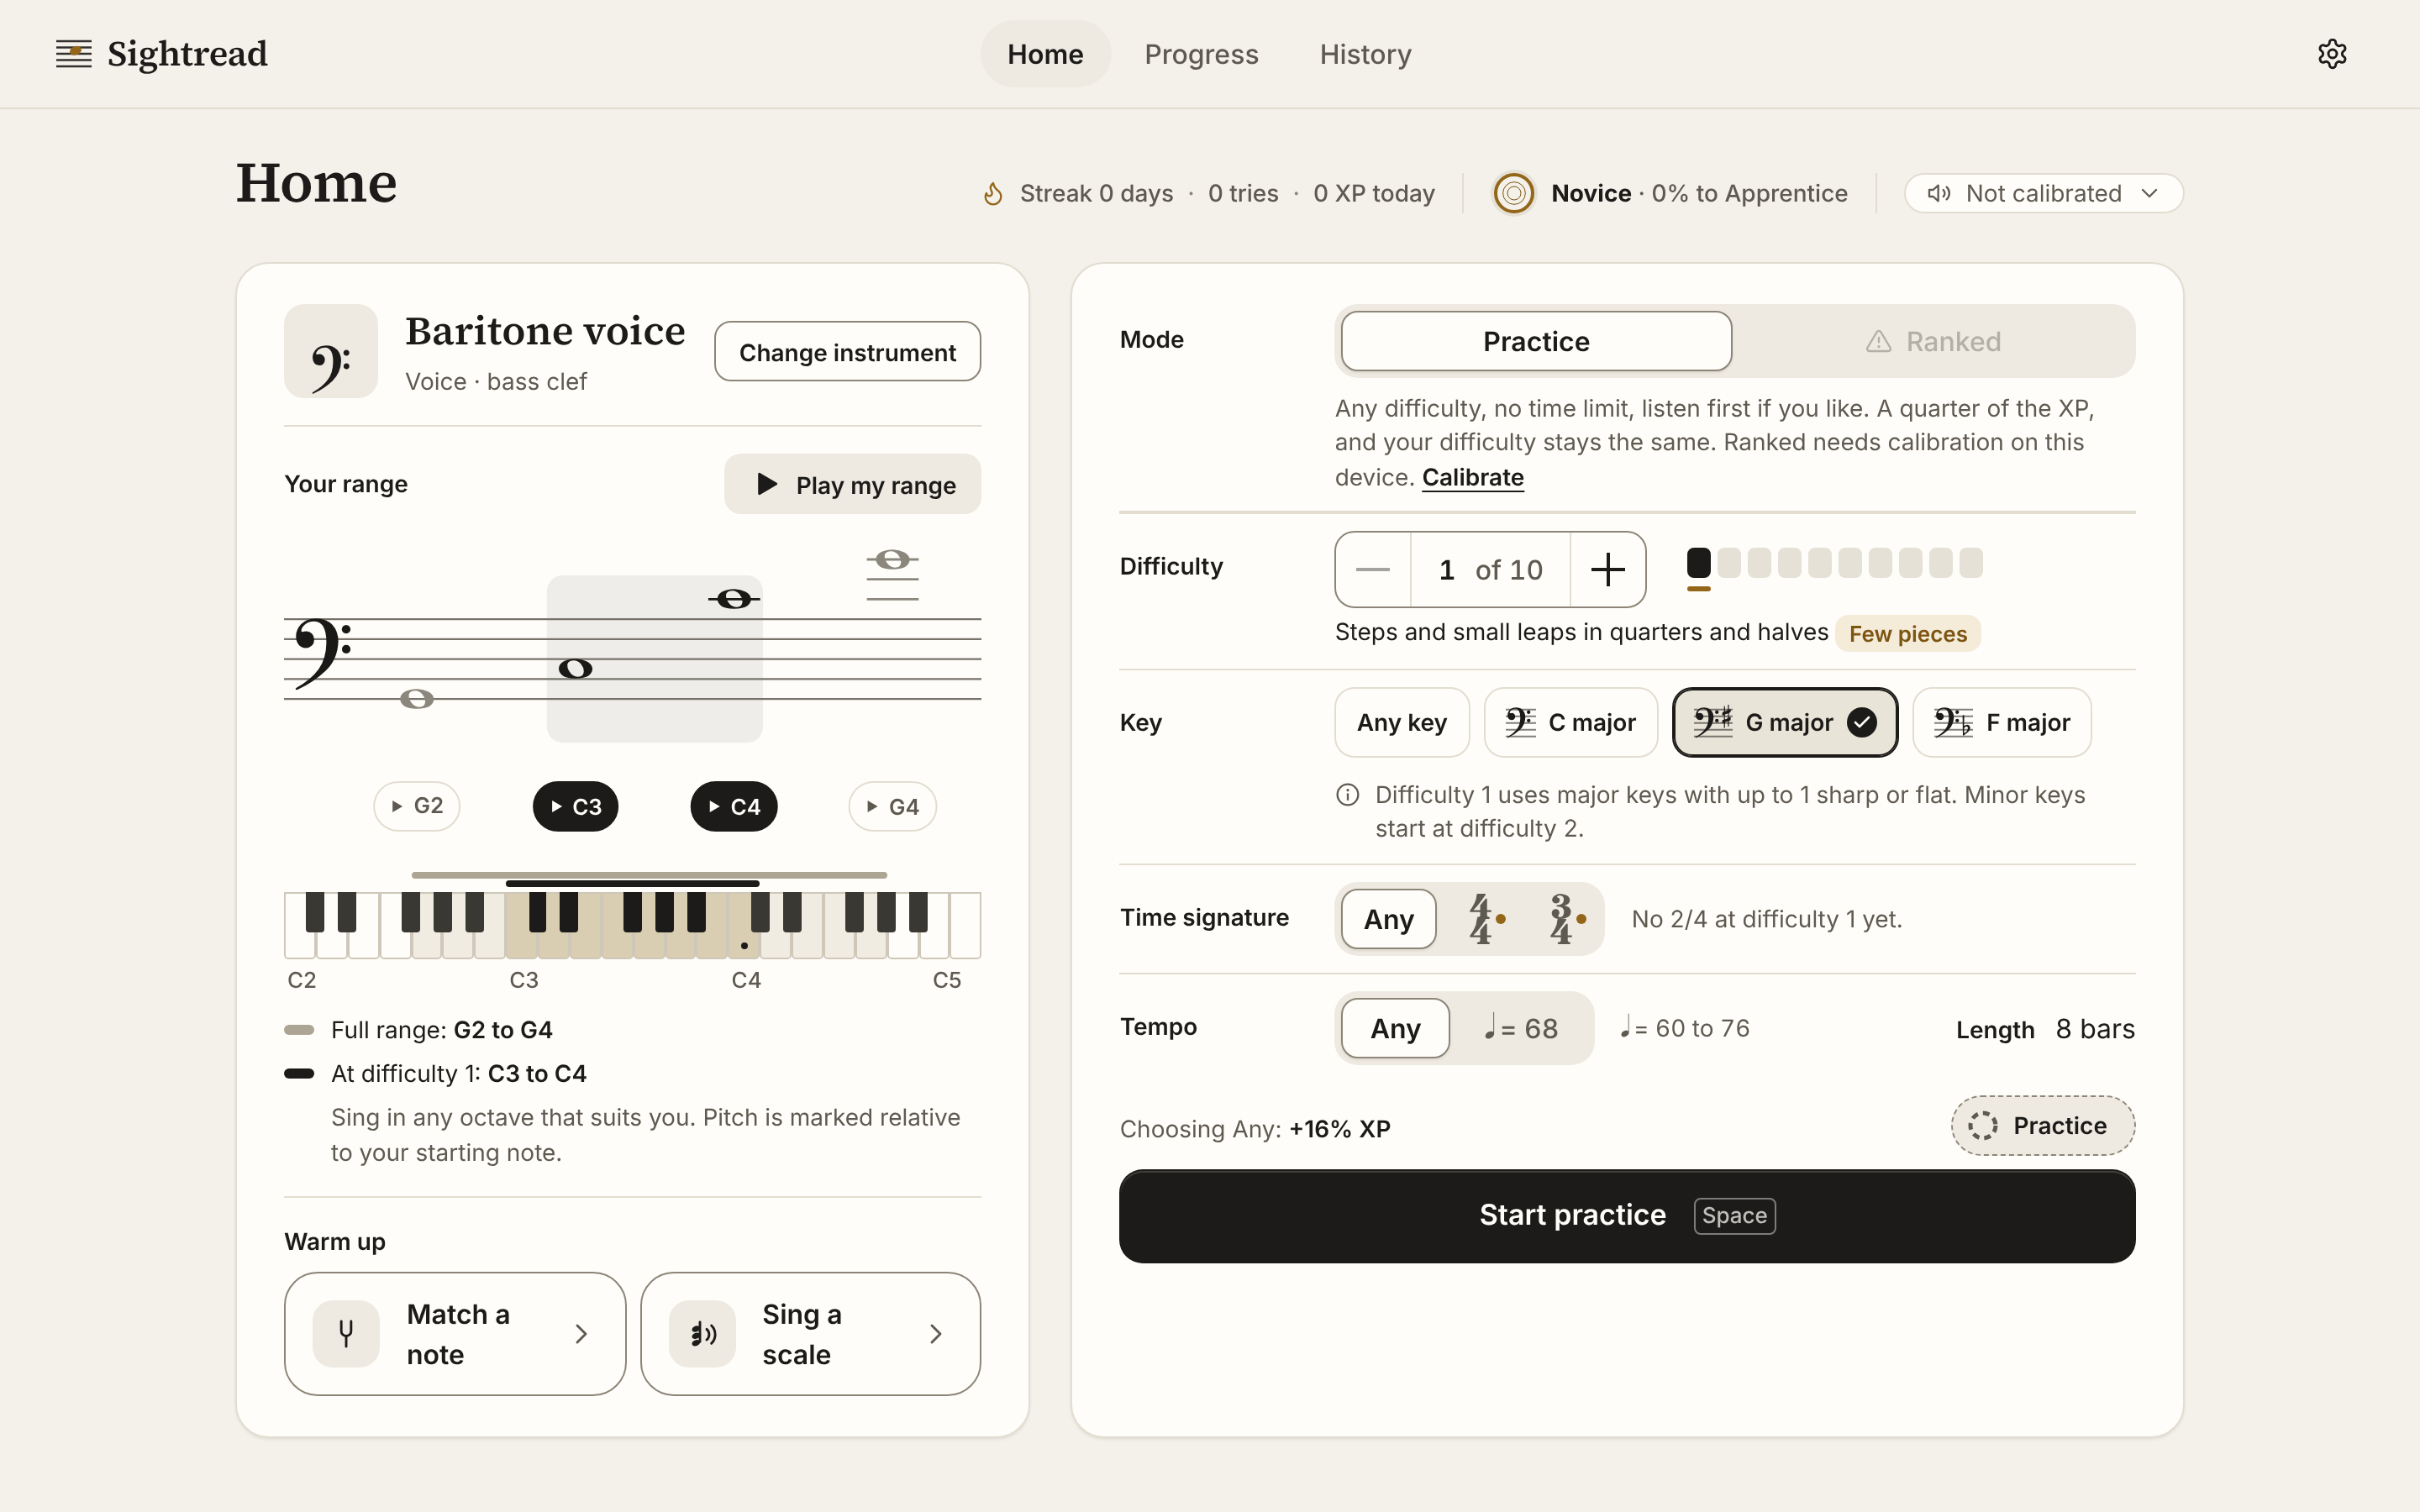 Sightread
Home
Progress
History
Home
Streak 0 days · 0 tries · 0 XP today
Novice · 0% to Apprentice
Not calibrated
Baritone voice
Voice · bass clef
Change instrument
Your range
Play my range
G2
C3
C4
G4
C2
C3
C4
C5
Full range: G2 to G4
At difficulty 1: C3 to C4
Sing in any octave that suits you. Pitch is marked relative
to your starting note.
Warm up
Match a
note
Sing a
scale
Mode
Practice
Ranked
Any difficulty, no time limit, listen first if you like. A quarter of the XP,
and your difficulty stays the same. Ranked needs calibration on this
device. Calibrate
Difficulty
1 of 10
Steps and small leaps in quarters and halves
Few pieces
Key
Any key
C major
G major
F major
Difficulty 1 uses major keys with up to 1 sharp or flat. Minor keys
start at difficulty 2.
Time signature
Any
4
4
3
4
No 2/4 at difficulty 1 yet.
Tempo
Any
= 68
= 60 to 76
Length 8 bars
Choosing Any: +16% XP
Practice
Start practice
Space